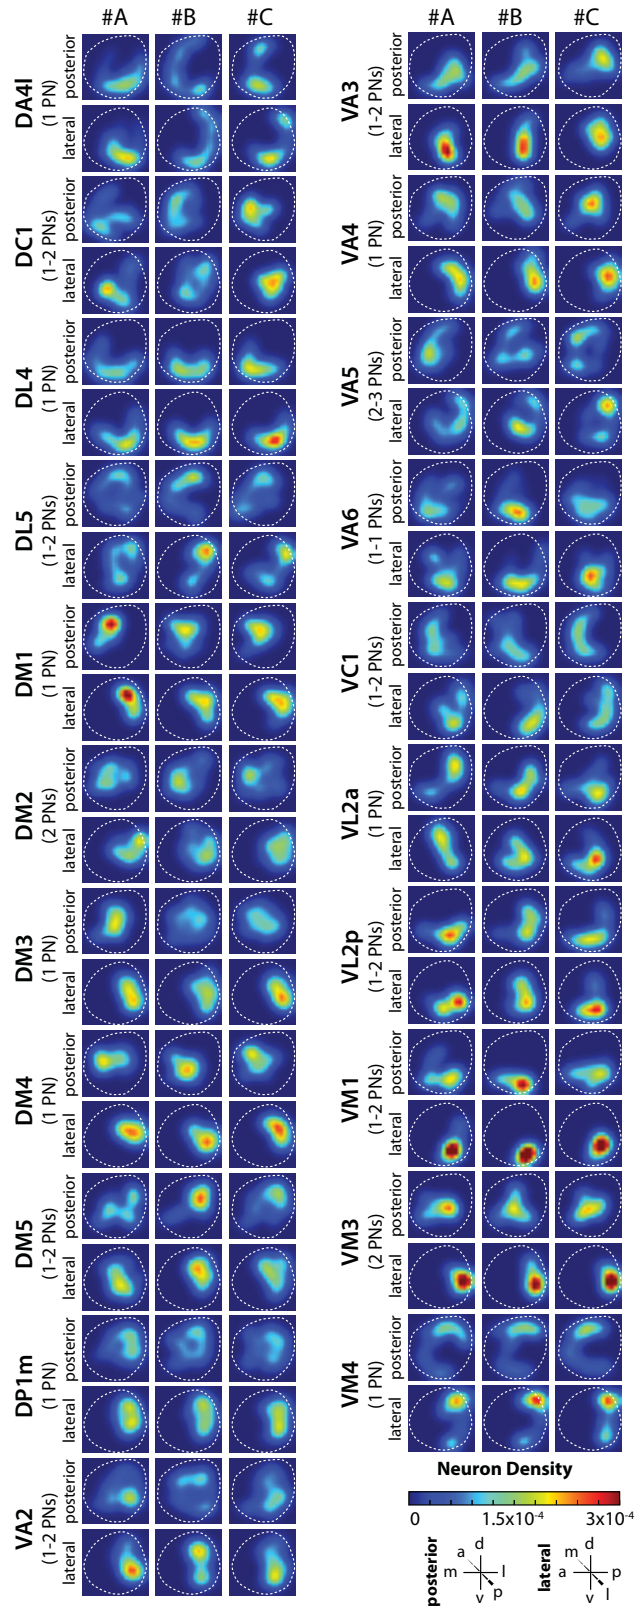 #A #B #C
DA4l
(1 PN)
posterior
lateral
DC1
(1-2 PNs)
posterior
lateral
DL4
(1 PN)
posterior
lateral
DL5
(1-2 PNs)
posterior
lateral
DM1
(1 PN)
posterior
lateral
DM2
(2 PNs)
posterior
lateral
DM3
(1 PN)
posterior
lateral
DM4
(1 PN)
posterior
lateral
DM5
(1-2 PNs)
posterior
lateral
DP1m
(1 PN)
posterior
lateral
VA2
(1-2 PNs)
posterior
lateral
#A #B #C
VA3
(1-2 PNs)
posterior
lateral
VA4
(1 PN)
posterior
lateral
VA5
(2-3 PNs)
posterior
lateral
VA6
(1-1 PNs)
posterior
lateral
VC1
(1-2 PNs)
posterior
lateral
VL2a
(1 PN)
posterior
lateral
VL2p
(1-2 PNs)
posterior
lateral
VM1
(1-2 PNs)
posterior
lateral
VM3
(2 PNs)
posterior
lateral
VM4
(1 PN)
posterior
lateral
Neuron Density
0 1.5x10⁻⁴ 3x10⁻⁴
posterior
d
a
m l
p
v
lateral
d
m
a p
l
v